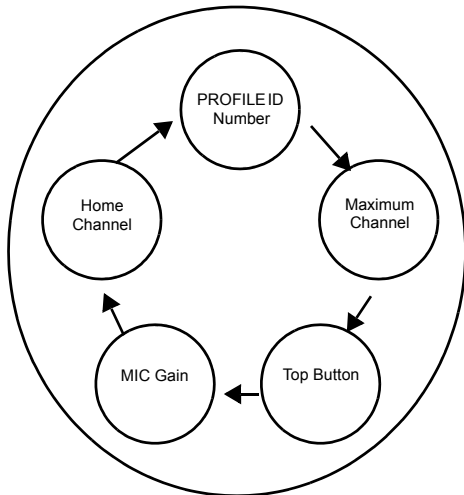 PROFILE ID
Number
Maximum
Channel
Top Button
MIC Gain
Home
Channel